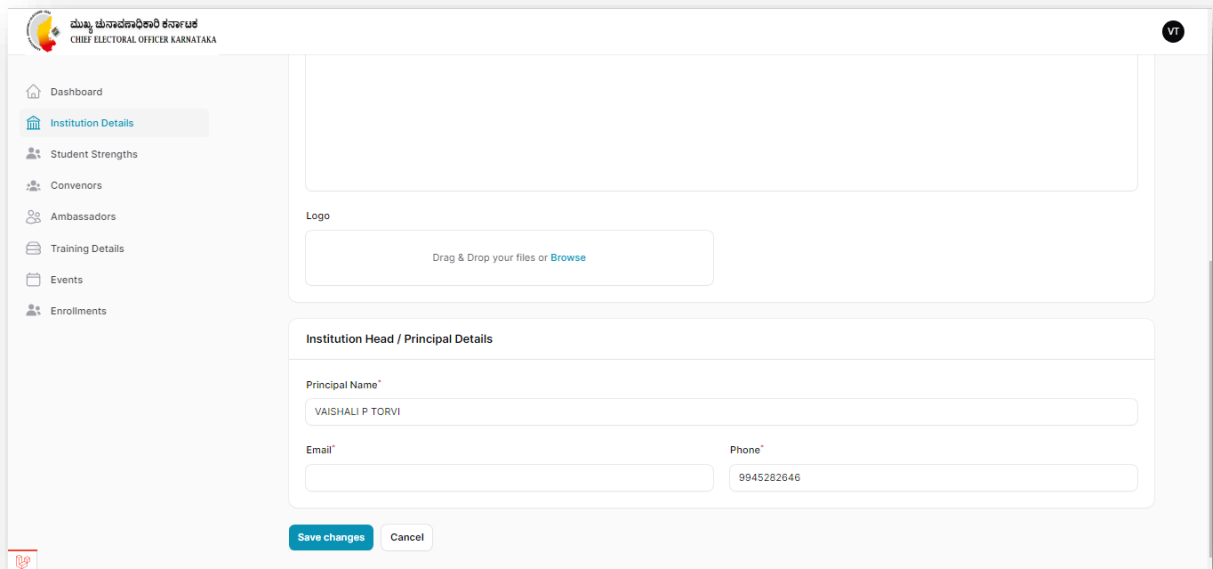 ಮುಖ್ಯ ಚುನಾವಣಾಧಿಕಾರಿ ಕರ್ನಾಟಕ
CHIEF ELECTORAL OFFICER KARNATAKA
VT
Dashboard
Institution Details
Student Strengths
Convenors
Ambassadors
Training Details
Events
Enrollments
Logo
Drag & Drop your files or Browse
Institution Head / Principal Details
Principal Name*
VAISHALI P TORVI
Email* Phone*
9945282646
Save changes Cancel